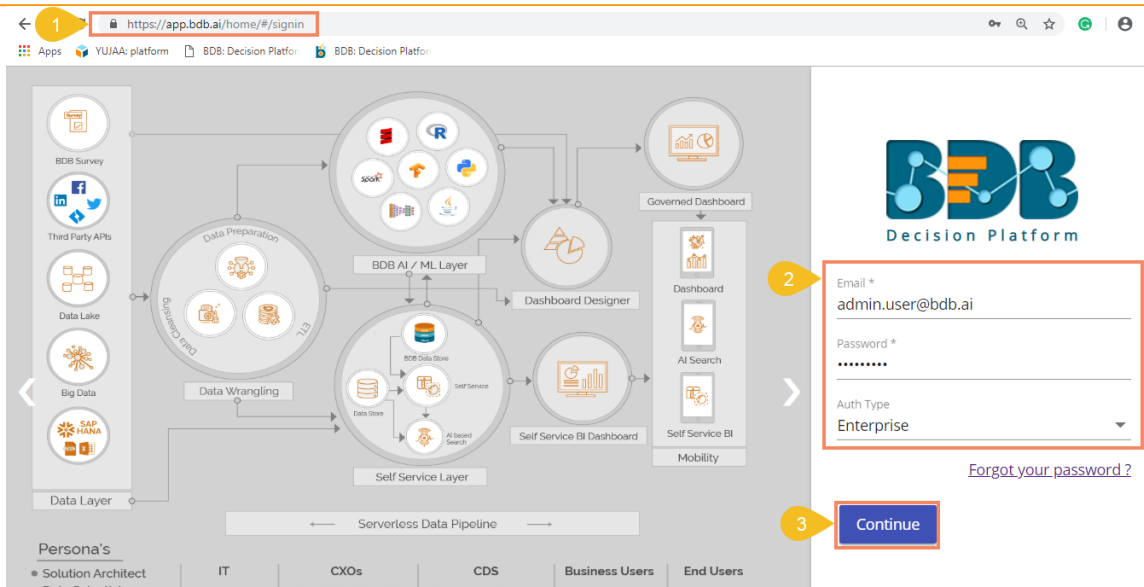 1
https://app.bdb.ai/home/#/signin
Apps
YUJAA: platform
BDB: Decision Platfor
BDB: Decision Platfor
Survey
BDB Survey
Third Party APIs
Data Lake
Big Data
SAP HANA
Data Layer
Data Preparation
Data Cleansing
ETL
Data Wrangling
R
Spark
BDB AI / ML Layer
BDB Data Store
Data Store
Self Service
AI based
Search
Self Service Layer
Dashboard Designer
Self Service BI Dashboard
Governed Dashboard
Dashboard
AI Search
Self Service BI
Mobility
Serverless Data Pipeline
Persona's
Solution Architect
IT
CXOs
CDS
Business Users
End Users
BDB
Decision Platform
2
Email *
admin.user@bdb.ai
Password *
•••••••••
Auth Type
Enterprise
Forgot your password ?
3
Continue